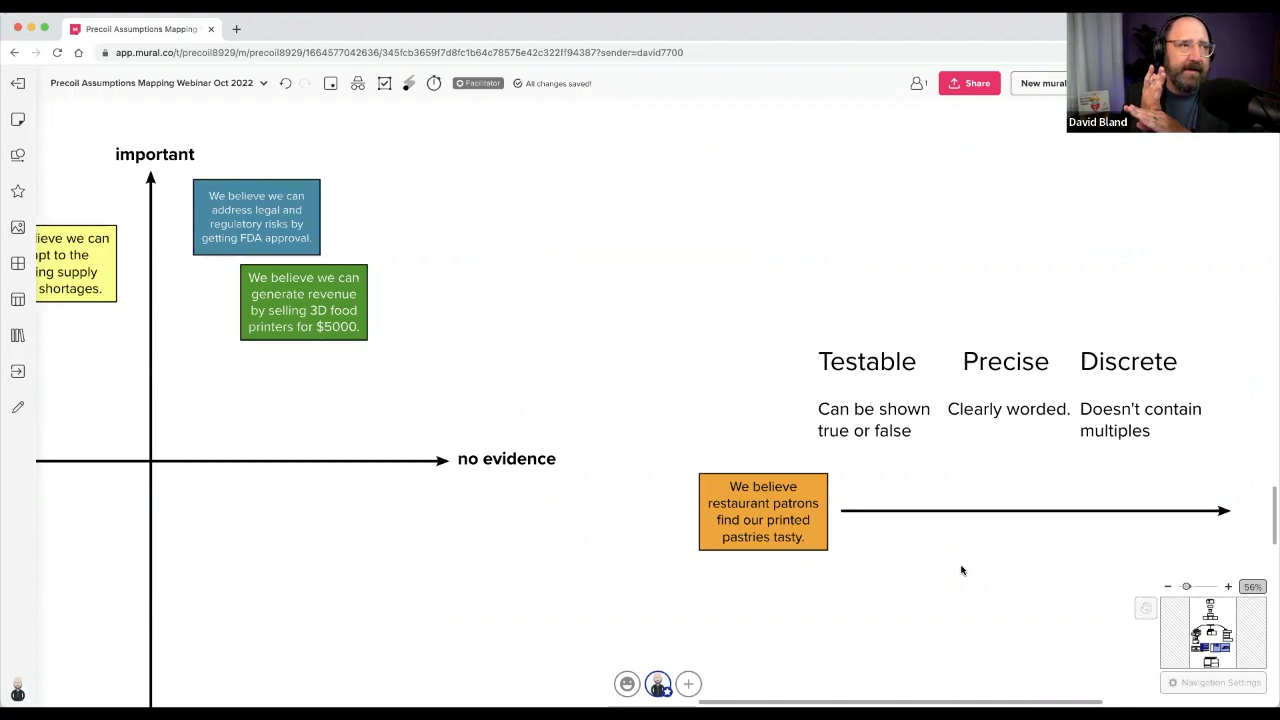 Precoil Assumptions Mapping
app.mural.co/t/precoil8929/m/precoil8929/1664577042636/345fcb3659f7d8fc1b64c78575e42c322f94387?sender=david7700
Precoil Assumptions Mapping Webinar Oct 2022
Facilitator
All changes saved!
1
Share
New mural
David Bland
important
We believe we can
address legal and
regulatory risks by
getting FDA approval.
ieve we can
pt to the
ing supply
shortages.
We believe we can
generate revenue
by selling 3D food
printers for $5000.
Testable
Precise
Discrete
Can be shown
true or false
Clearly worded.
Doesn't contain
multiples
no evidence
We believe
restaurant patrons
find our printed
pastries tasty.
56%
Navigation Settings